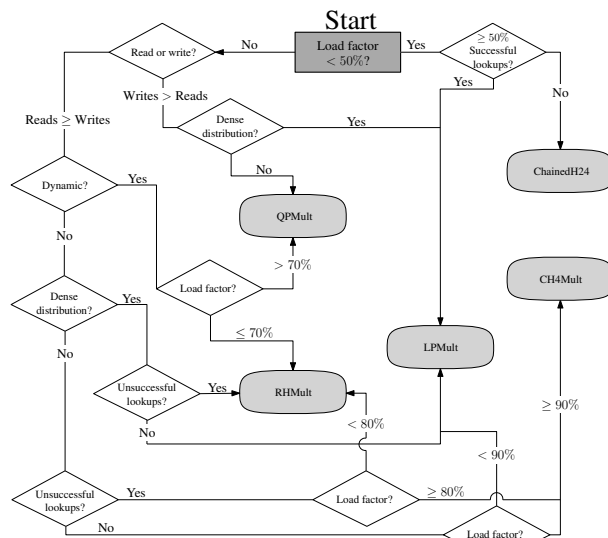 Start
Load factor
< 50%?
No
Yes
Read or write?
≥ 50%
Successful
lookups?
Yes
No
Writes > Reads
Reads ≥ Writes
Dense
distribution?
Yes
No
ChainedH24
Dynamic?
Yes
No
QPMult
> 70%
Load factor?
≤ 70%
CH4Mult
Dense
distribution?
Yes
No
LPMult
Unsuccessful
lookups?
Yes
No
RHMult
< 80%
≥ 90%
< 90%
Unsuccessful
lookups?
Yes
No
Load factor?
≥ 80%
Load factor?